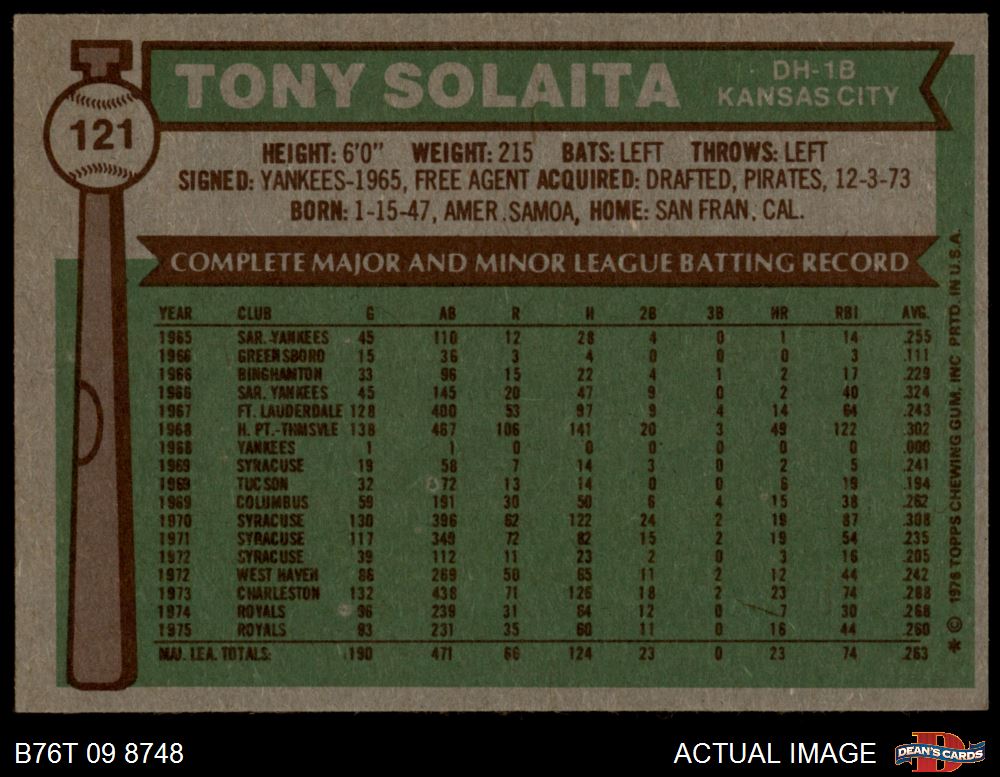 TONY SOLAITA
DH-1B
KANSAS CITY
121
HEIGHT: 6'0" WEIGHT: 215 BATS: LEFT THROWS: LEFT
SIGNED: YANKEES-1965, FREE AGENT ACQUIRED: DRAFTED, PIRATES, 12-3-73
BORN: 1-15-47, AMER. SAMOA, HOME: SAN FRAN, CAL.
COMPLETE MAJOR AND MINOR LEAGUE BATTING RECORD
YEAR CLUB G AB R H 2B 3B HR RBI AVG.
1965 SAR. YANKEES 45 110 12 28 4 0 1 14 .255
1966 GREENSBORO 15 36 3 4 0 0 0 3 .111
1966 BINGHAMTON 33 96 15 22 4 1 2 17 .229
1966 SAR. YANKEES 45 145 20 47 9 0 2 40 .324
1967 FT. LAUDERDALE 128 400 53 97 9 4 14 64 .243
1968 H. PT.-THMSVLE 138 467 106 141 20 3 49 122 .302
1968 YANKEES 1 1 0 0 0 0 0 0 .000
1969 SYRACUSE 19 58 7 14 3 0 2 5 .241
1969 TUCSON 32 72 13 14 0 0 6 19 .194
1969 COLUMBUS 59 191 30 50 6 4 15 38 .262
1970 SYRACUSE 130 396 62 122 24 2 19 87 .308
1971 SYRACUSE 117 349 72 82 15 2 19 54 .235
1972 SYRACUSE 39 112 11 23 2 0 3 16 .205
1972 WEST HAVEN 86 269 50 65 11 2 12 44 .242
1973 CHARLESTON 132 438 71 126 18 2 23 74 .288
1974 ROYALS 96 239 31 64 12 0 7 30 .268
1975 ROYALS 93 231 35 60 11 0 16 44 .260
MAJ. LEA. TOTALS: 190 471 66 124 23 0 23 74 .263
* © 1976 TOPPS CHEWING GUM, INC PRTD. IN U.S.A.
B76T 09 8748
ACTUAL IMAGE
D
DEAN'S CARDS